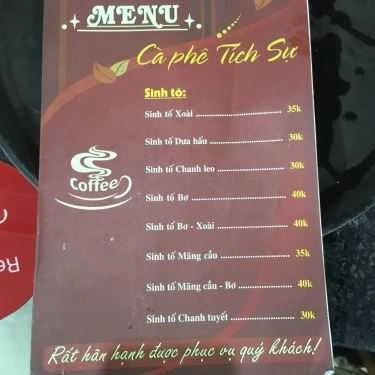 MENU
Cà phê Tích Sự
Sinh tố:
Sinh tố Xoài 35k
Sinh tố Dưa hấu 30k
Sinh tố Chanh leo 30k
Sinh tố Bơ 40k
Sinh tố Bơ - Xoài 40k
Sinh tố Mãng cầu 35k
Sinh tố Mãng cầu - Bơ 40k
Sinh tố Chanh tuyết 30k
Coffee
Rất hân hạnh được phục vụ quý khách!
Re